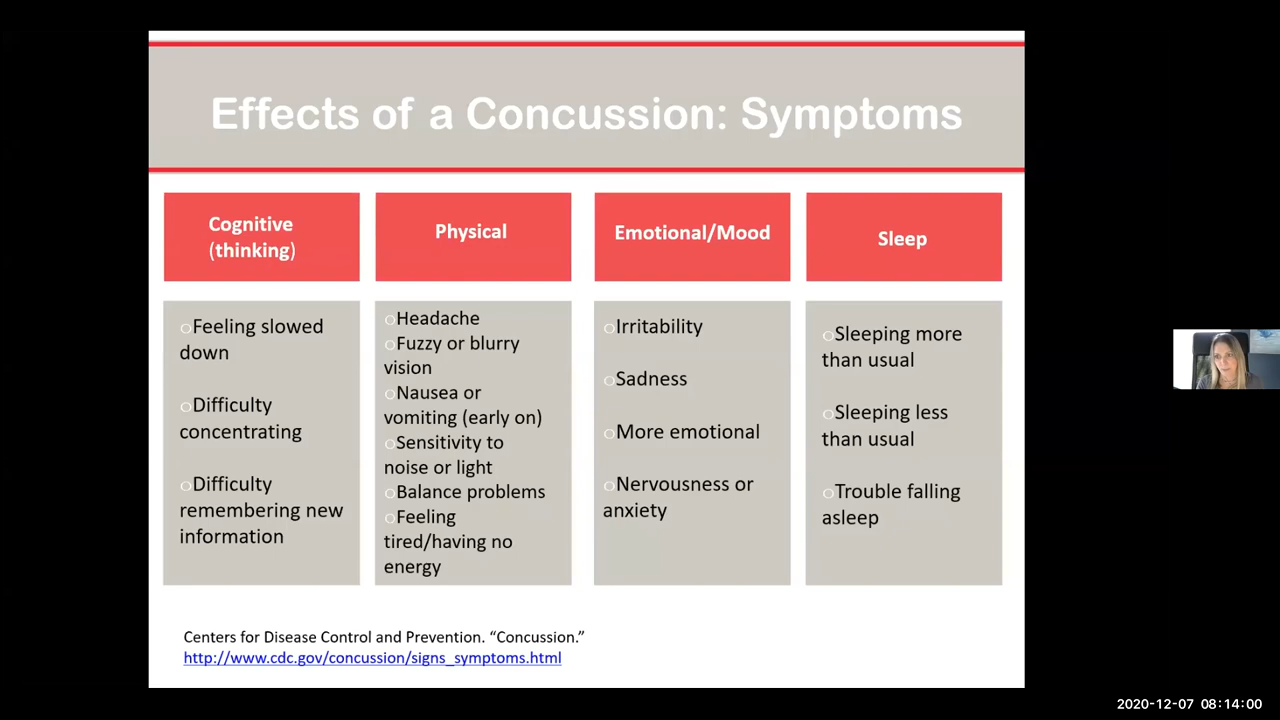 Effects of a Concussion: Symptoms
Cognitive
(thinking)
Physical
Emotional/Mood
Sleep
○Feeling slowed
down
○Difficulty
concentrating
○Difficulty
remembering new
information
○Headache
○Fuzzy or blurry
vision
○Nausea or
vomiting (early on)
○Sensitivity to
noise or light
○Balance problems
○Feeling
tired/having no
energy
○Irritability
○Sadness
○More emotional
○Nervousness or
anxiety
○Sleeping more
than usual
○Sleeping less
than usual
○Trouble falling
asleep
Centers for Disease Control and Prevention. “Concussion.”
http://www.cdc.gov/concussion/signs_symptoms.html
2020-12-07 08:14:00